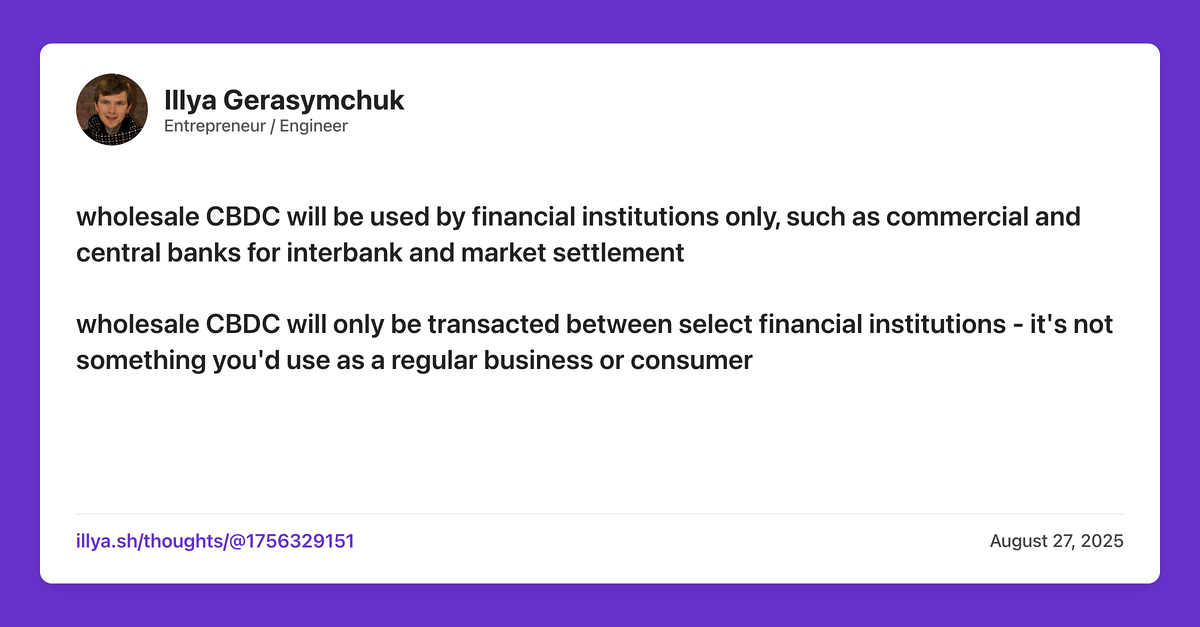 Illya Gerasymchuk
Entrepreneur / Engineer
wholesale CBDC will be used by financial institutions only, such as commercial and
central banks for interbank and market settlement
wholesale CBDC will only be transacted between select financial institutions - it's not
something you'd use as a regular business or consumer
illya.sh/thoughts/@1756329151
August 27, 2025